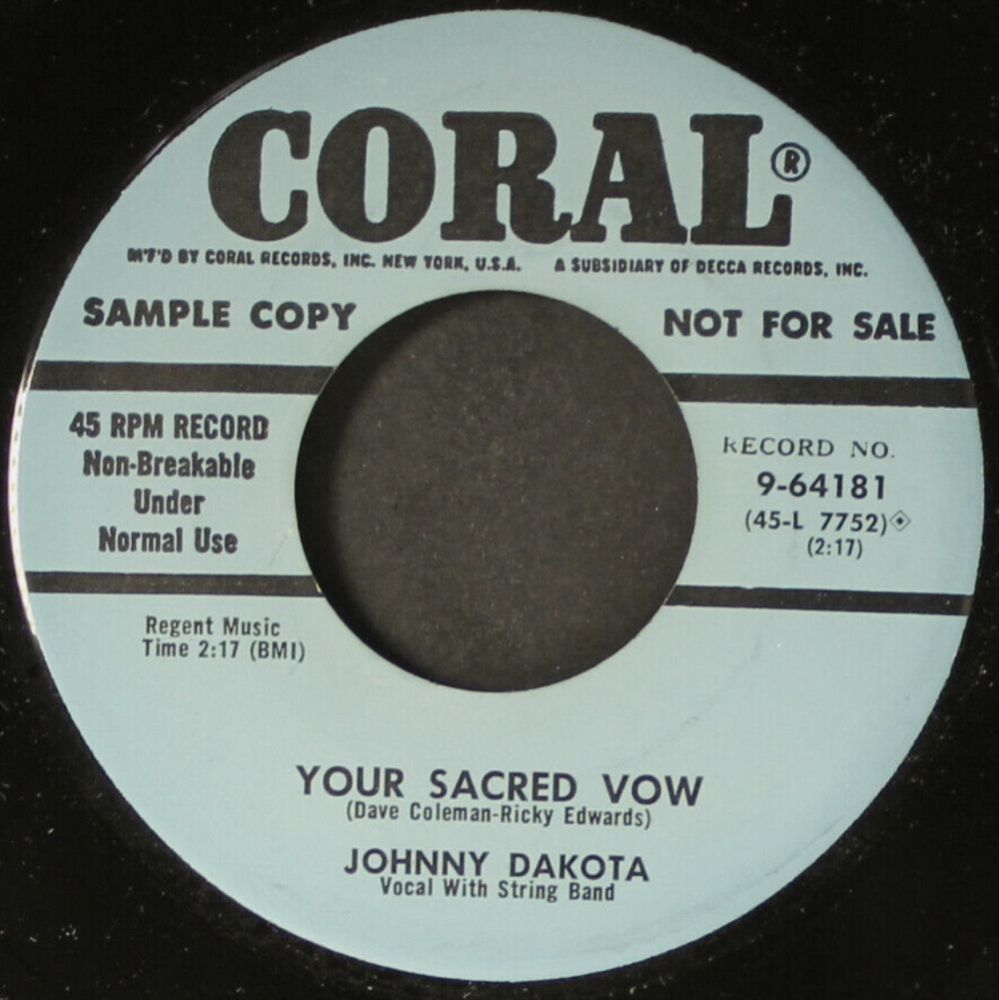 CORAL®
M'F'D BY CORAL RECORDS, INC. NEW YORK, U.S.A. A SUBSIDIARY OF DECCA RECORDS, INC.
SAMPLE COPY
NOT FOR SALE
45 RPM RECORD
Non-Breakable
Under
Normal Use
RECORD NO.
9-64181
(45-L 7752)
(2:17)
Regent Music
Time 2:17 (BMI)
YOUR SACRED VOW
(Dave Coleman-Ricky Edwards)
JOHNNY DAKOTA
Vocal With String Band